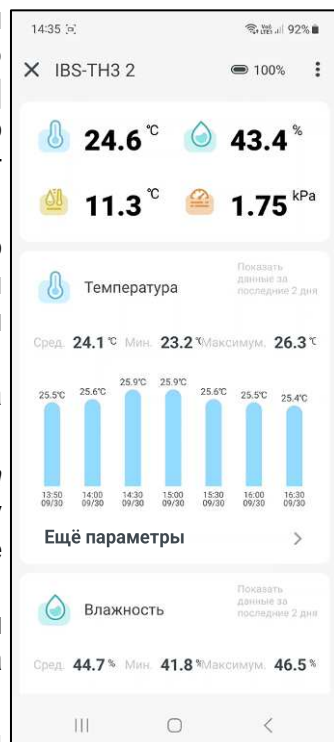 14:35 92%
IBS-TH3 2 100%
24.6 °C 43.4 %
11.3 °C 1.75 kPa
Температура
Показать
данные за
последние 2 дня
Сред. 24.1 °C Мин. 23.2 °C Максимум. 26.3 °C
25.5°C 25.6°C 25.9°C 25.9°C 25.6°C 25.5°C 25.4°C
13:50 14:00 14:30 15:00 15:30 16:00 16:30
09/30 09/30 09/30 09/30 09/30 09/30 09/30
Ещё параметры
Влажность
Показать
данные за
последние 2 дня
Сред. 44.7 % Мин. 41.8 % Максимум. 46.5 %